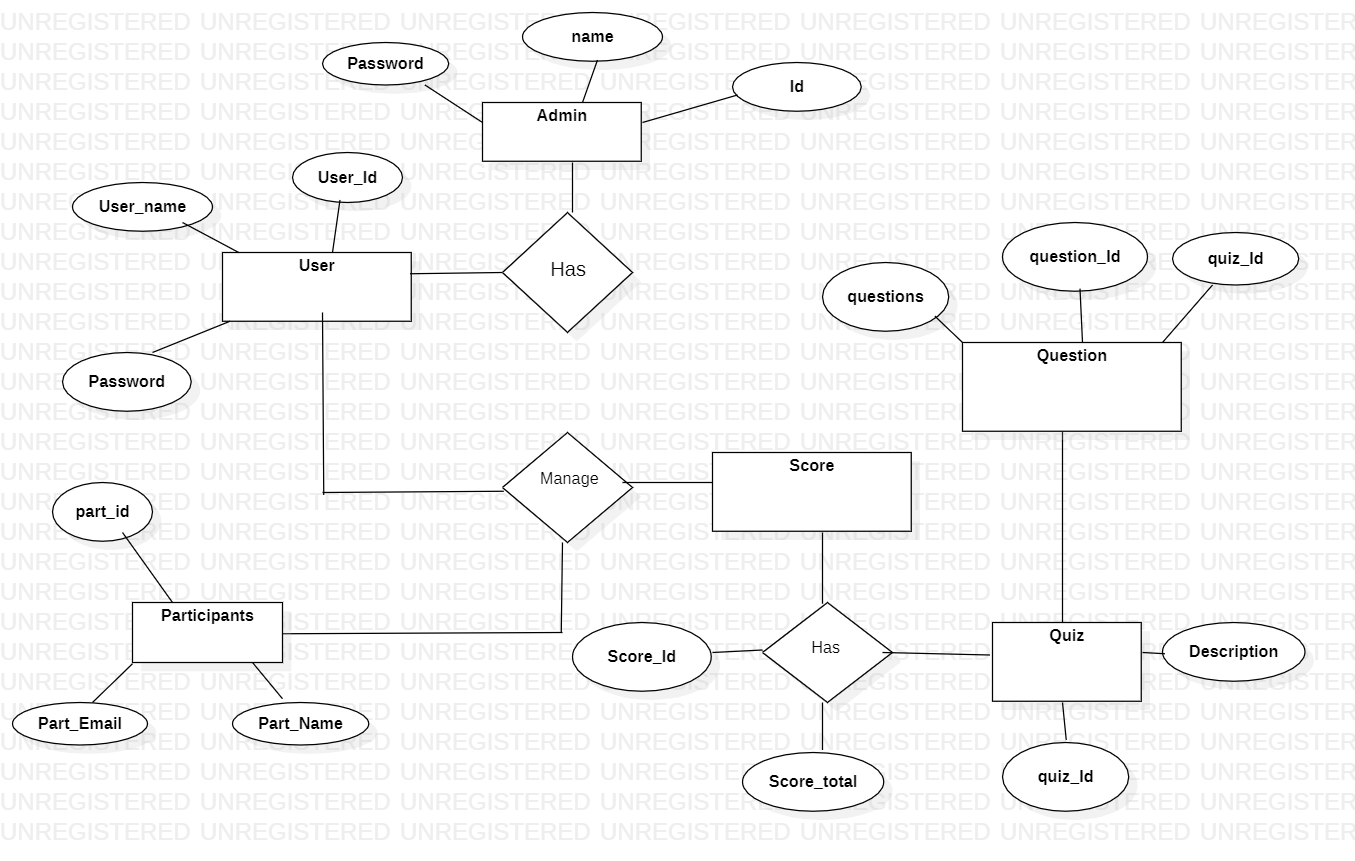 name
Password
Id
Admin
User_Id
User_name
User
Has
question_Id
quiz_Id
questions
Question
Password
Manage
Score
part_id
Participants
Quiz
Has
Score_Id
Description
Part_Email
Part_Name
Score_total
quiz_Id
UNREGISTERED